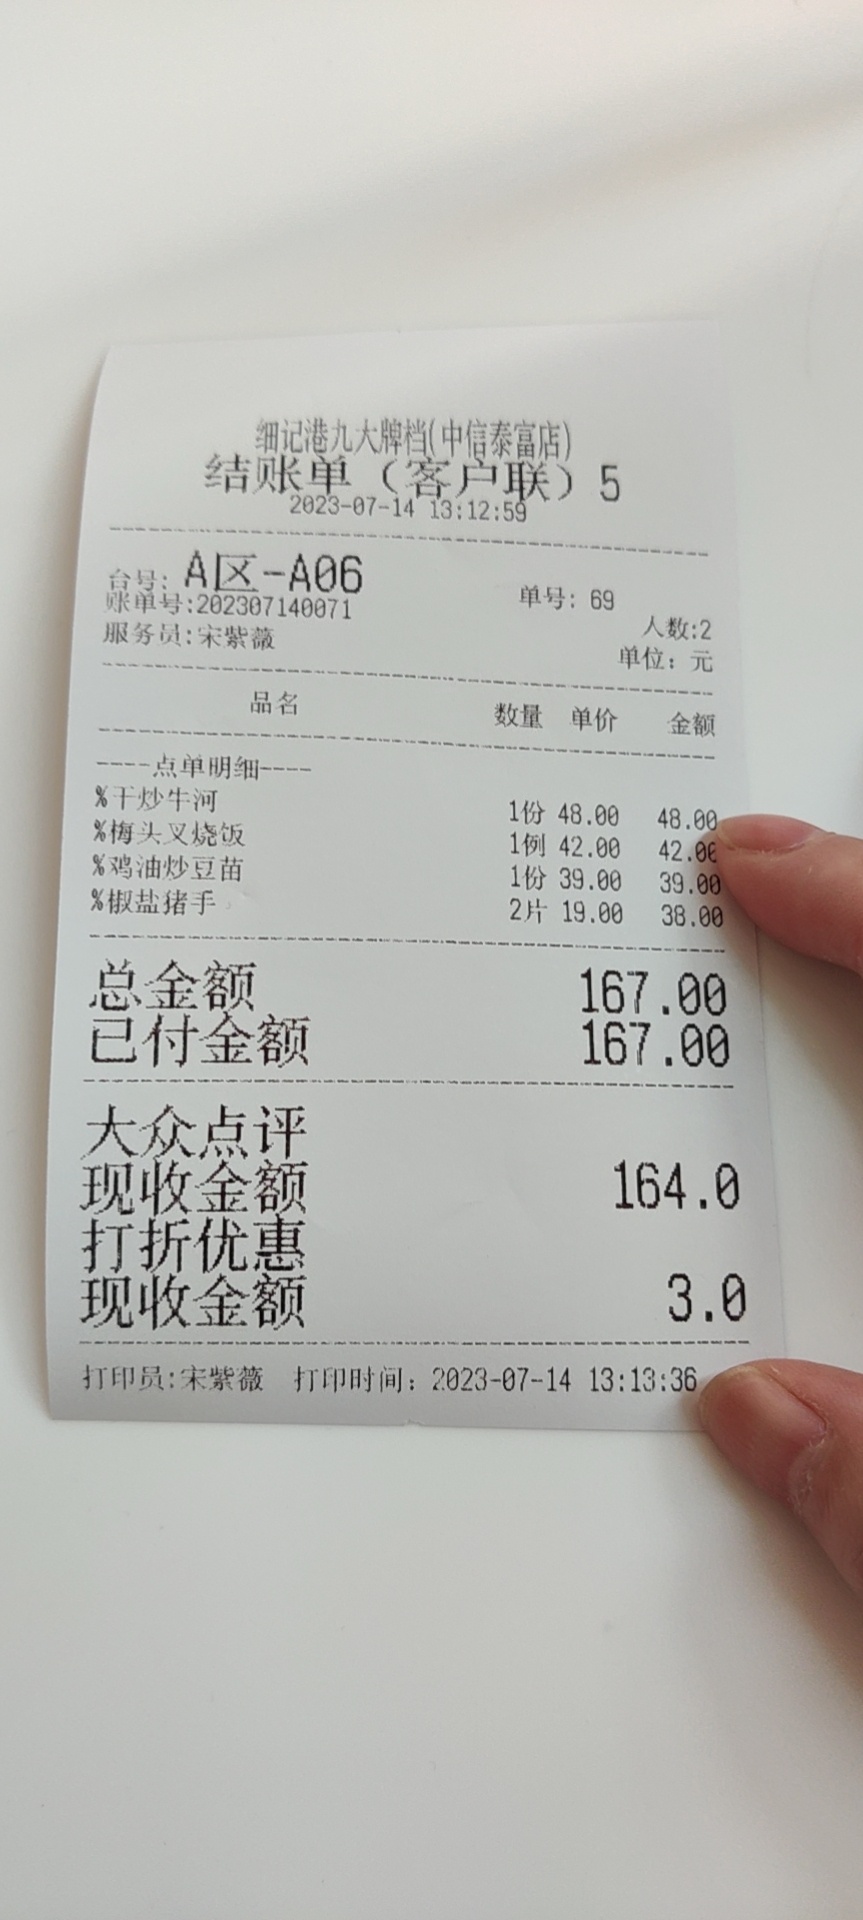 细记港九大牌档(中信泰富店)
结账单（客户联）5
2023-07-14 13:12:59
台号: A区-A06 单号: 69
账单号:202307140071 人数:2
服务员:宋紫薇 单位: 元
品名 数量 单价 金额
----点单明细----
%干炒牛河 1份 48.00 48.00
%梅头叉烧饭 1例 42.00 42.00
%鸡油炒豆苗 1份 39.00 39.00
%椒盐猪手 2片 19.00 38.00
总金额 167.00
已付金额 167.00
大众点评
现收金额 164.0
打折优惠
现收金额 3.0
打印员:宋紫薇 打印时间: 2023-07-14 13:13:36